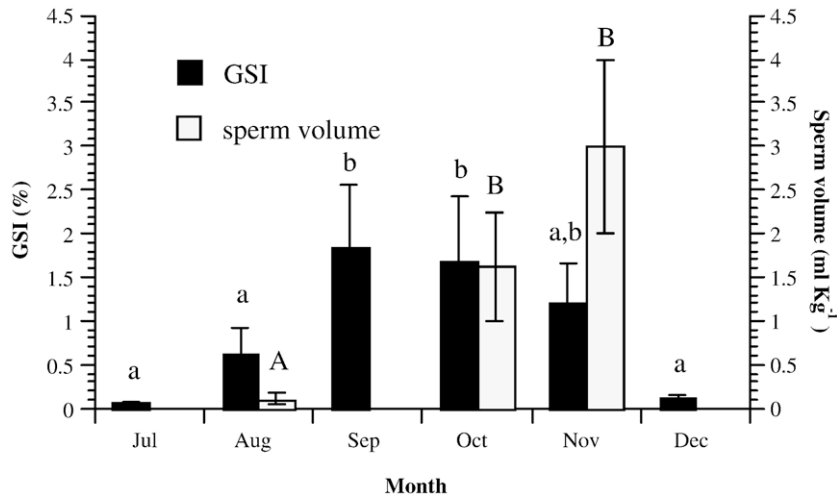 4.5
4
3.5
3
2.5
2
1.5
1
0.5
0
GSI (%)
GSI
sperm volume
a
a
A
b
b
B
a,b
B
a
4.5
4
3.5
3
2.5
2
1.5
1
0.5
0
Sperm volume (ml Kg⁻¹)
Jul Aug Sep Oct Nov Dec
Month